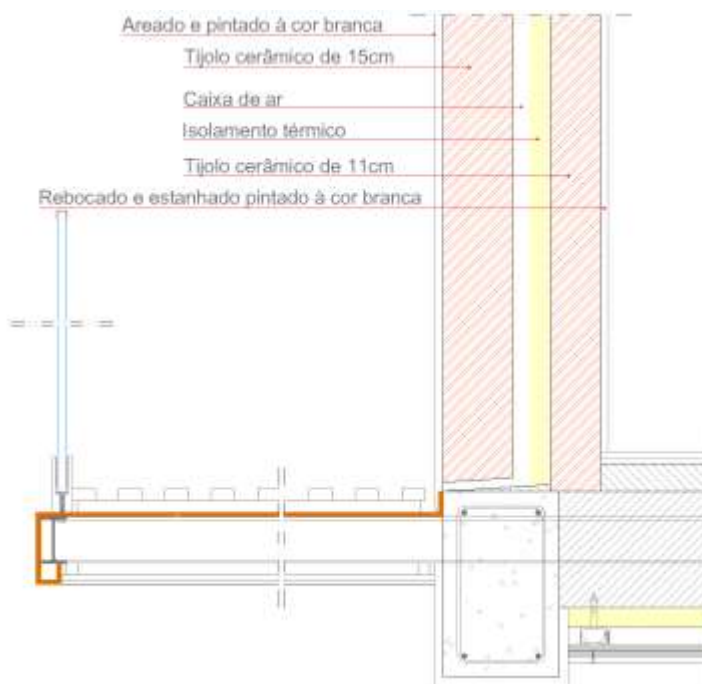 Areado e pintado à cor branca
Tijolo cerâmico de 15cm
Caixa de ar
Isolamento térmico
Tijolo cerâmico de 11cm
Rebocado e estanhado pintado à cor branca